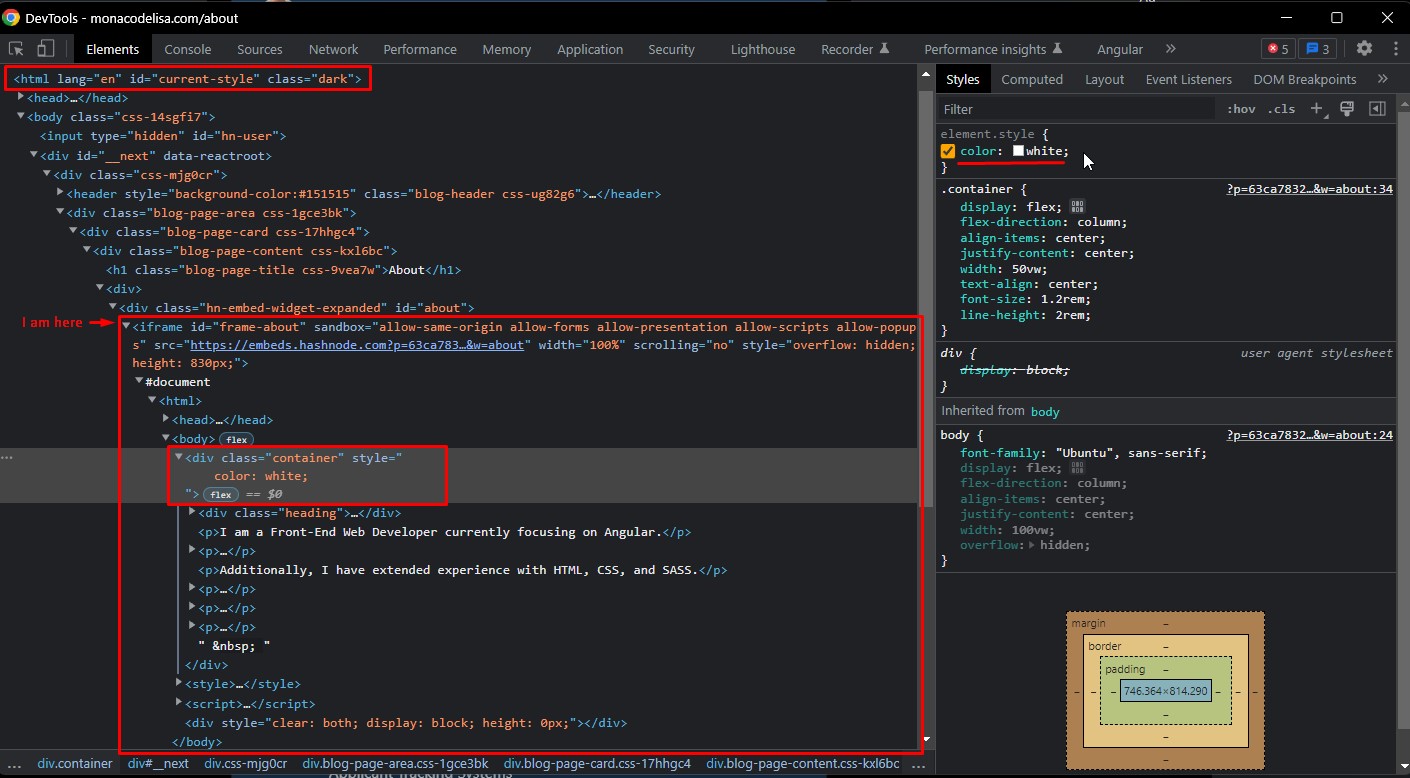 DevTools - monacodelisa.com/about
Elements Console Sources Network Performance Memory Application Security Lighthouse Recorder Performance insights Angular » 5 3
<html lang="en" id="current-style" class="dark">
<head>…</head>
<body class="css-14sgfi7">
<input type="hidden" id="hn-user">
<div id="__next" data-reactroot>
<div class="css-mjg0cr">
<header style="background-color:#151515" class="blog-header css-ug82g6">…</header>
<div class="blog-page-area css-1gce3bk">
<div class="blog-page-card css-17hhgc4">
<div class="blog-page-content css-kxl6bc">
<h1 class="blog-page-title css-9vea7w">About</h1>
<div>
<div class="hn-embed-widget-expanded" id="about">
I am here
<iframe id="frame-about" sandbox="allow-same-origin allow-forms allow-presentation allow-scripts allow-popup
s" src="https://embeds.hashnode.com?p=63ca783…&w=about" width="100%" scrolling="no" style="overflow: hidden;
height: 830px;">
#document
<html>
<head>…</head>
<body> flex
<div class="container" style="
color: white;
"> flex == $0
<div class="heading">…</div>
<p>I am a Front-End Web Developer currently focusing on Angular.</p>
<p>…</p>
<p>Additionally, I have extended experience with HTML, CSS, and SASS.</p>
<p>…</p>
<p>…</p>
<p>…</p>
" &nbsp; "
</div>
<style>…</style>
<script>…</script>
<div style="clear: both; display: block; height: 0px;"></div>
</body>
... div.container div#__next div.css-mjg0cr div.blog-page-area.css-1gce3bk div.blog-page-card.css-17hhgc4 div.blog-page-content.css-kxl6bc ...
Applicant Tracking Systems
Styles Computed Layout Event Listeners DOM Breakpoints »
Filter :hov .cls +
element.style {
color: white;
}
.container { ?p=63ca7832…&w=about:34
display: flex;
flex-direction: column;
align-items: center;
justify-content: center;
width: 50vw;
text-align: center;
font-size: 1.2rem;
line-height: 2rem;
}
div { user agent stylesheet
display: block;
}
Inherited from body
body { ?p=63ca7832…&w=about:24
font-family: "Ubuntu", sans-serif;
display: flex;
flex-direction: column;
align-items: center;
justify-content: center;
width: 100vw;
overflow: hidden;
}
margin –
border –
padding –
– – – 746.364×814.290 – – –
–
–
–